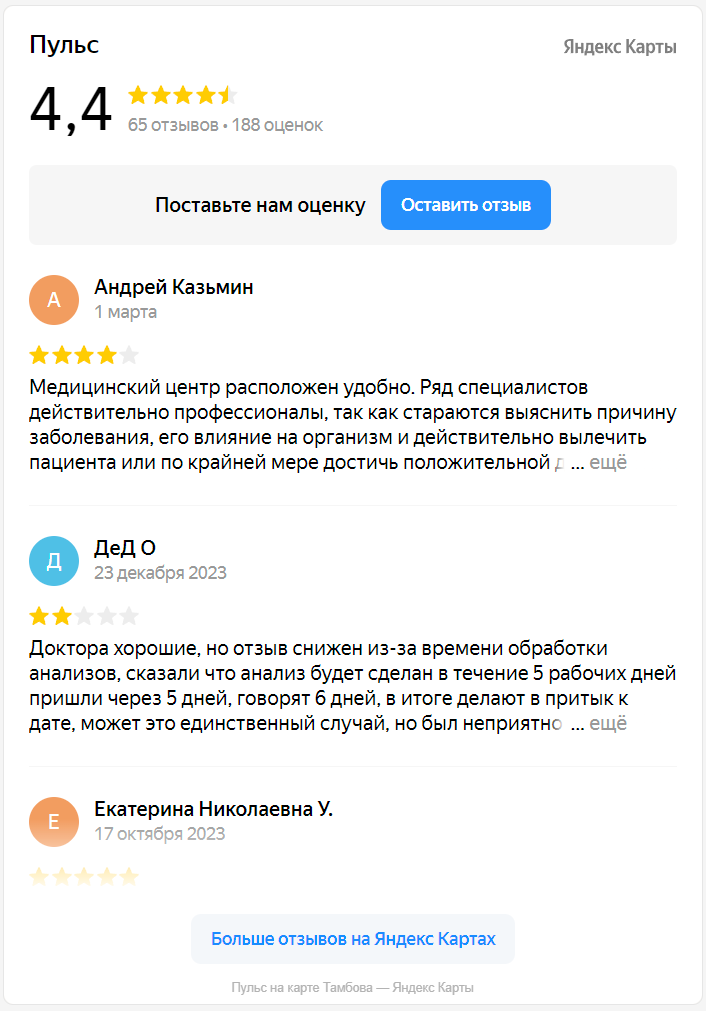 Пульс
Яндекс Карты
4,4
65 отзывов • 188 оценок
Поставьте нам оценку
Оставить отзыв
А
Андрей Казьмин
1 марта
Медицинский центр расположен удобно. Ряд специалистов
действительно профессионалы, так как стараются выяснить причину
заболевания, его влияние на организм и действительно вылечить
пациента или по крайней мере достичь положительной д ... ещё
Д
ДеД О
23 декабря 2023
Доктора хорошие, но отзыв снижен из-за времени обработки
анализов, сказали что анализ будет сделан в течение 5 рабочих дней
пришли через 5 дней, говорят 6 дней, в итоге делают в притык к
дате, может это единственный случай, но был неприятно ... ещё
Е
Екатерина Николаевна У.
17 октября 2023
Больше отзывов на Яндекс Картах
Пульс на карте Тамбова — Яндекс Карты